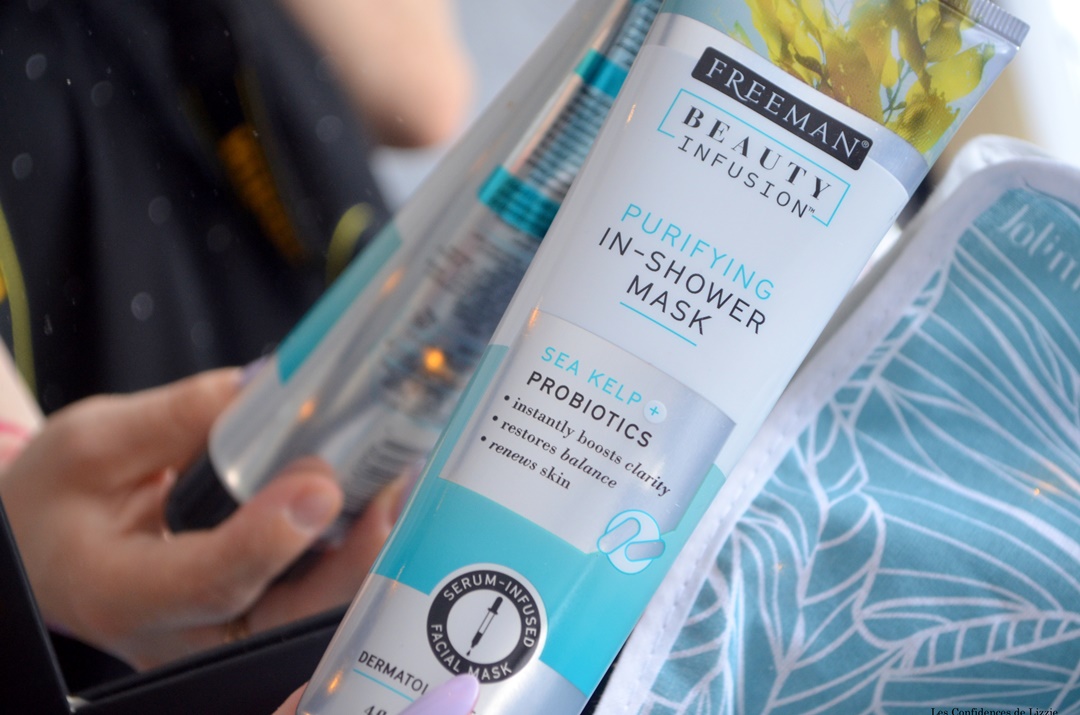 FREEMAN®
BEAUTY
INFUSION™
PURIFYING
IN-SHOWER
MASK
SEA KELP +
PROBIOTICS
• instantly boosts clarity
• restores balance
• renews skin
SERUM-INFUSED
FACIAL MASK
Les Confidences de Lizzie